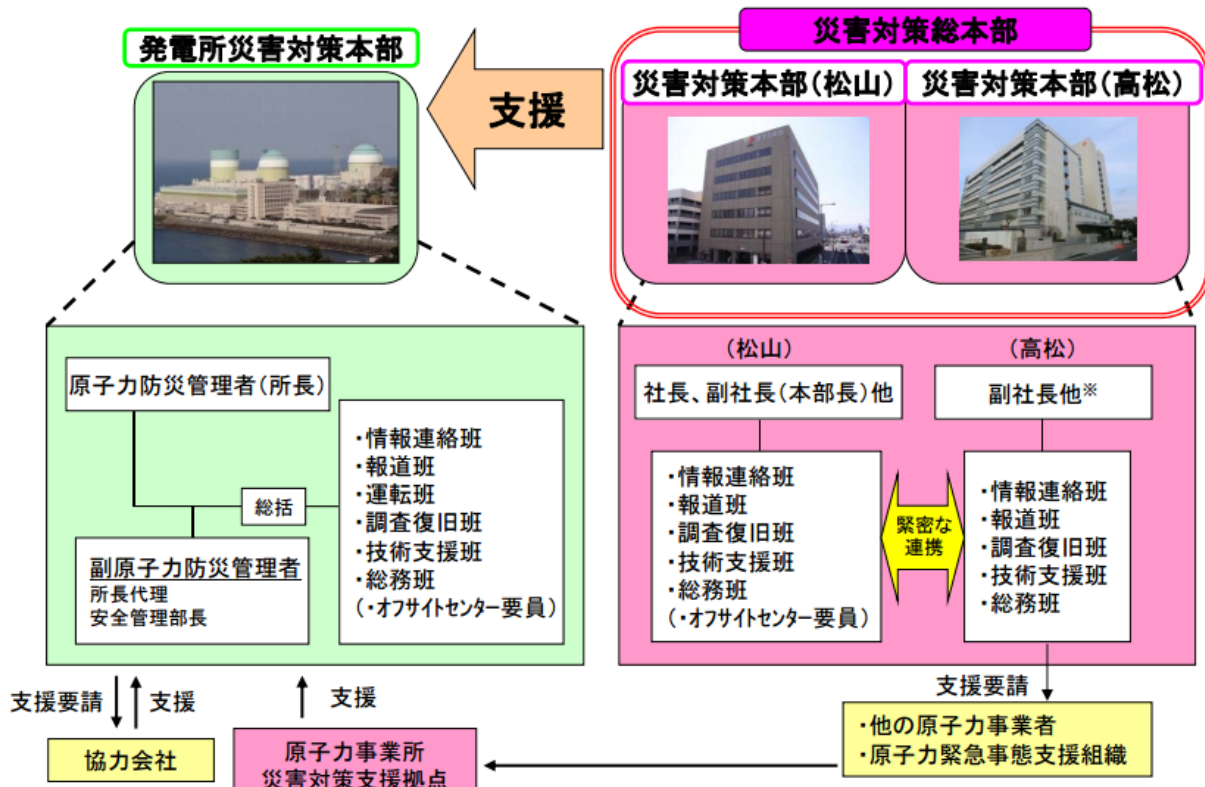 発電所災害対策本部
支援
災害対策総本部
災害対策本部(松山)
災害対策本部(高松)
原子力防災管理者(所長)
総括
副原子力防災管理者
所長代理
安全管理部長
・情報連絡班
・報道班
・運転班
・調査復旧班
・技術支援班
・総務班
(・オフサイトセンター要員)
(松山)
社長、副社長(本部長)他
・情報連絡班
・報道班
・調査復旧班
・技術支援班
・総務班
(・オフサイトセンター要員)
緊密な
連携
(高松)
副社長他※
・情報連絡班
・報道班
・調査復旧班
・技術支援班
・総務班
支援要請
支援
協力会社
支援
原子力事業所
災害対策支援拠点
支援要請
・他の原子力事業者
・原子力緊急事態支援組織